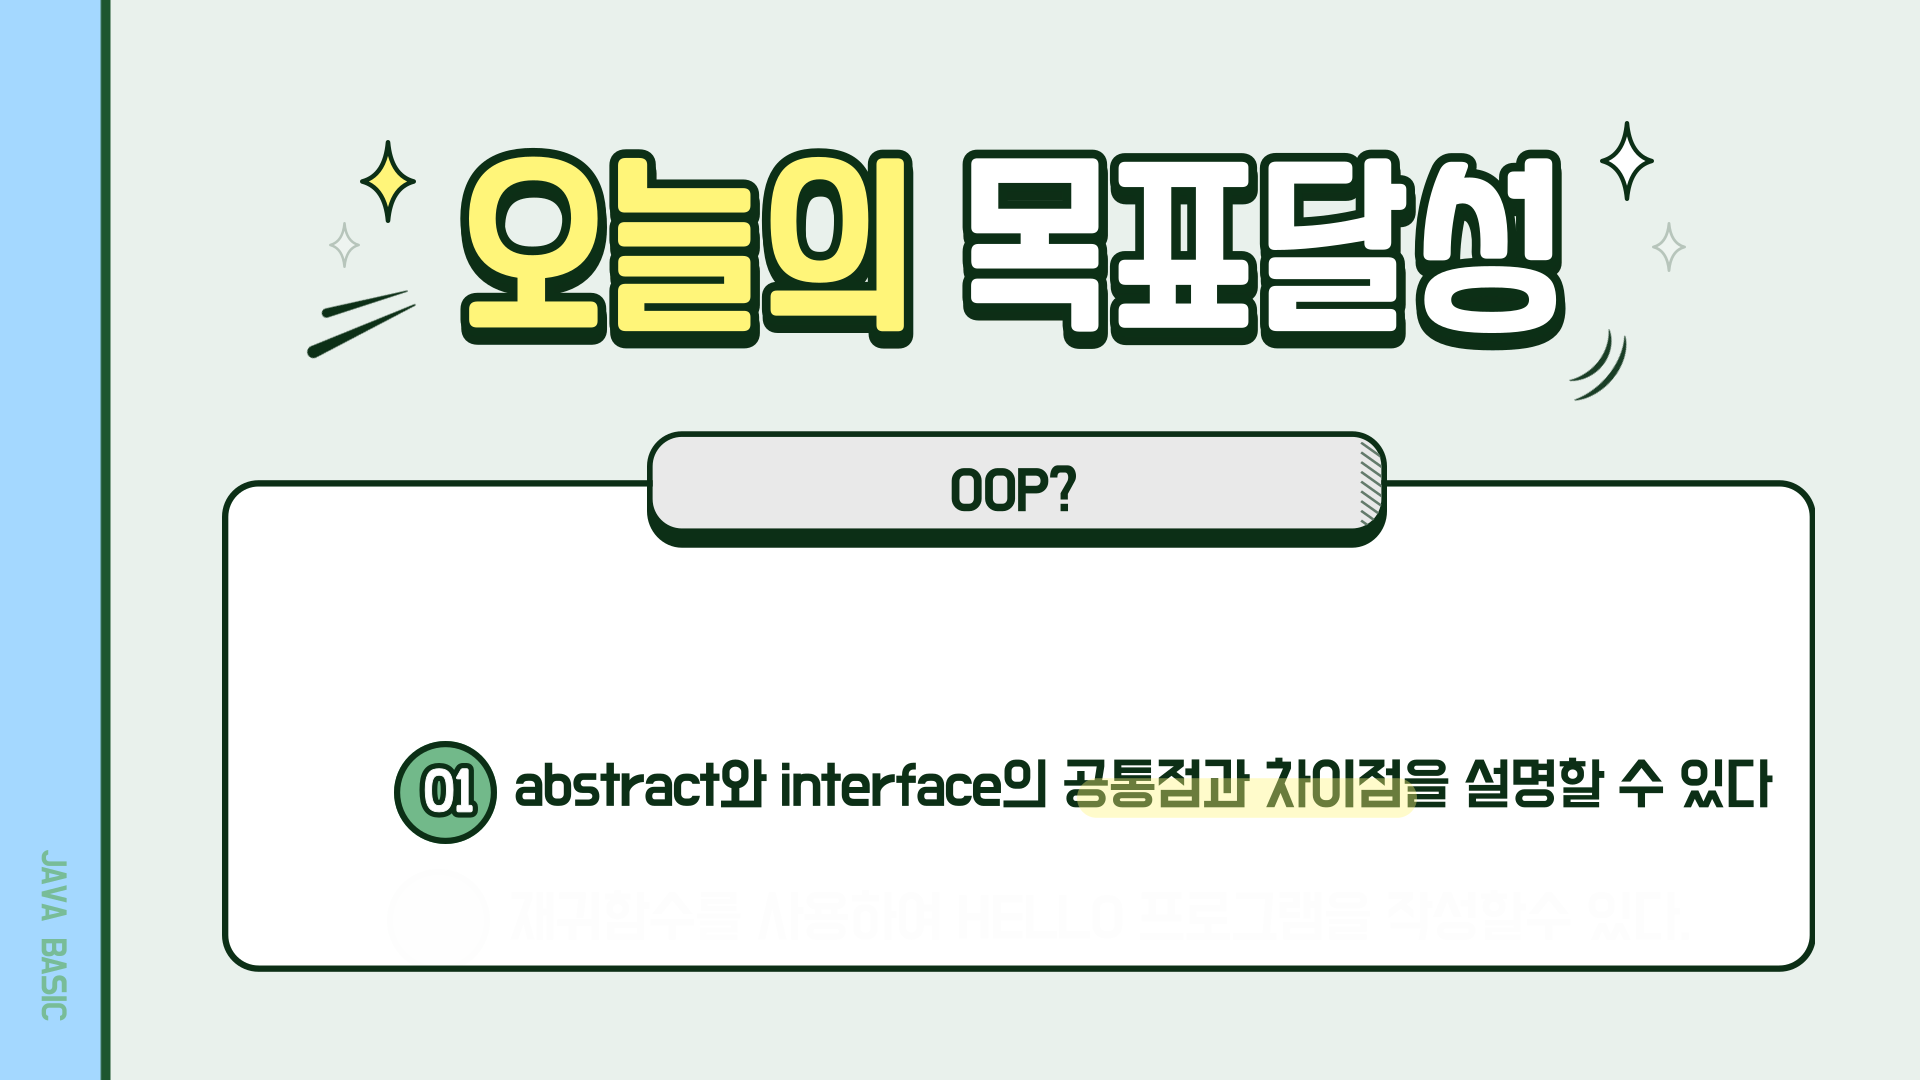 오늘의 목표달성
OOP?
01 abstract와 interface의 공통점과 차이점을 설명할 수 있다
재귀함수를 사용하여 HELLO 프로그램을 작성할수 있다.
JAVA BASIC